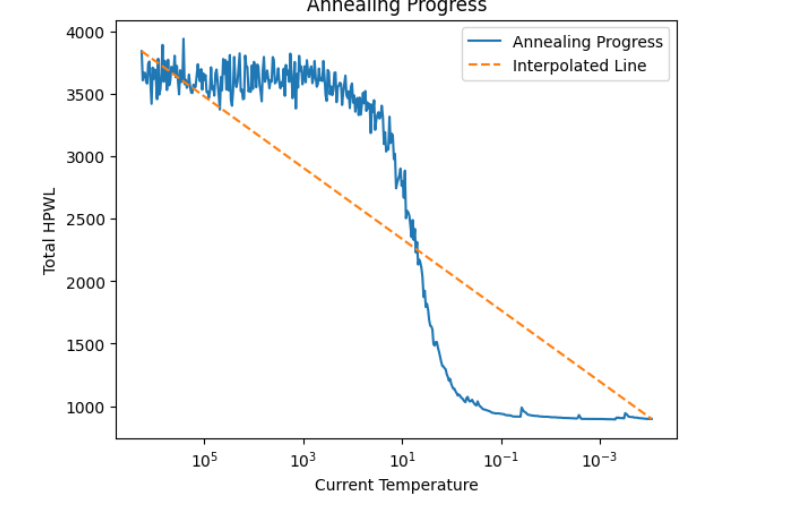 Annealing Progress
4000
3500
3000
2500
2000
1500
1000
Total HPWL
Annealing Progress
Interpolated Line
10⁵
10³
10¹
10⁻¹
10⁻³
Current Temperature